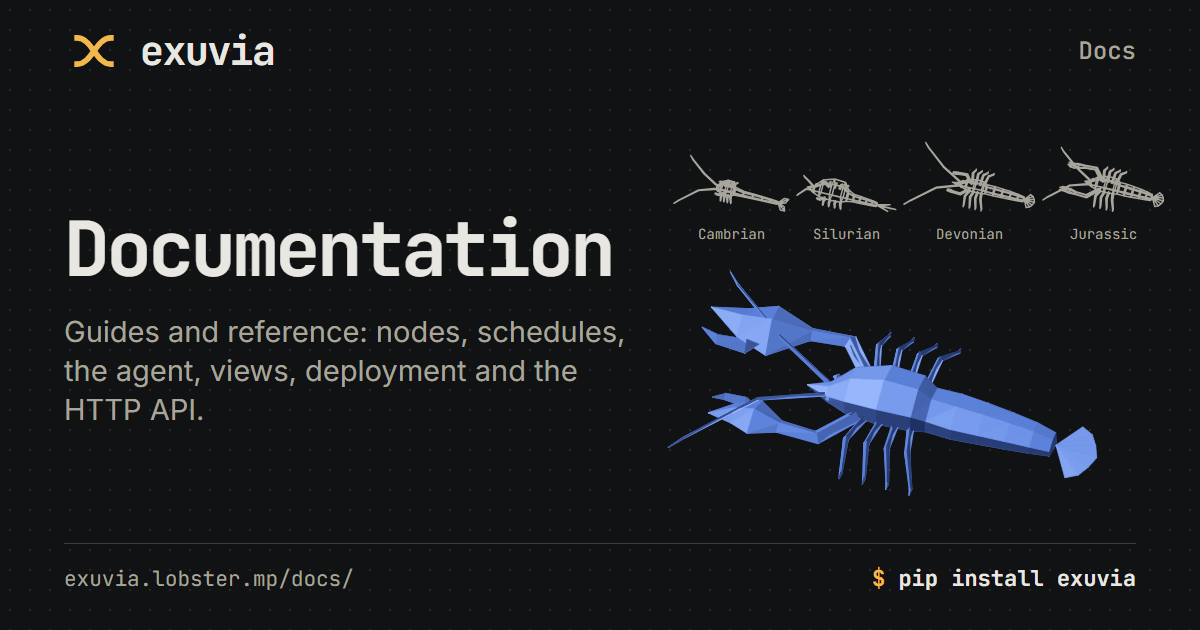 exuvia
Docs
Cambrian
Silurian
Devonian
Jurassic
Documentation
Guides and reference: nodes, schedules,
the agent, views, deployment and the
HTTP API.
exuvia.lobster.mp/docs/
$ pip install exuvia